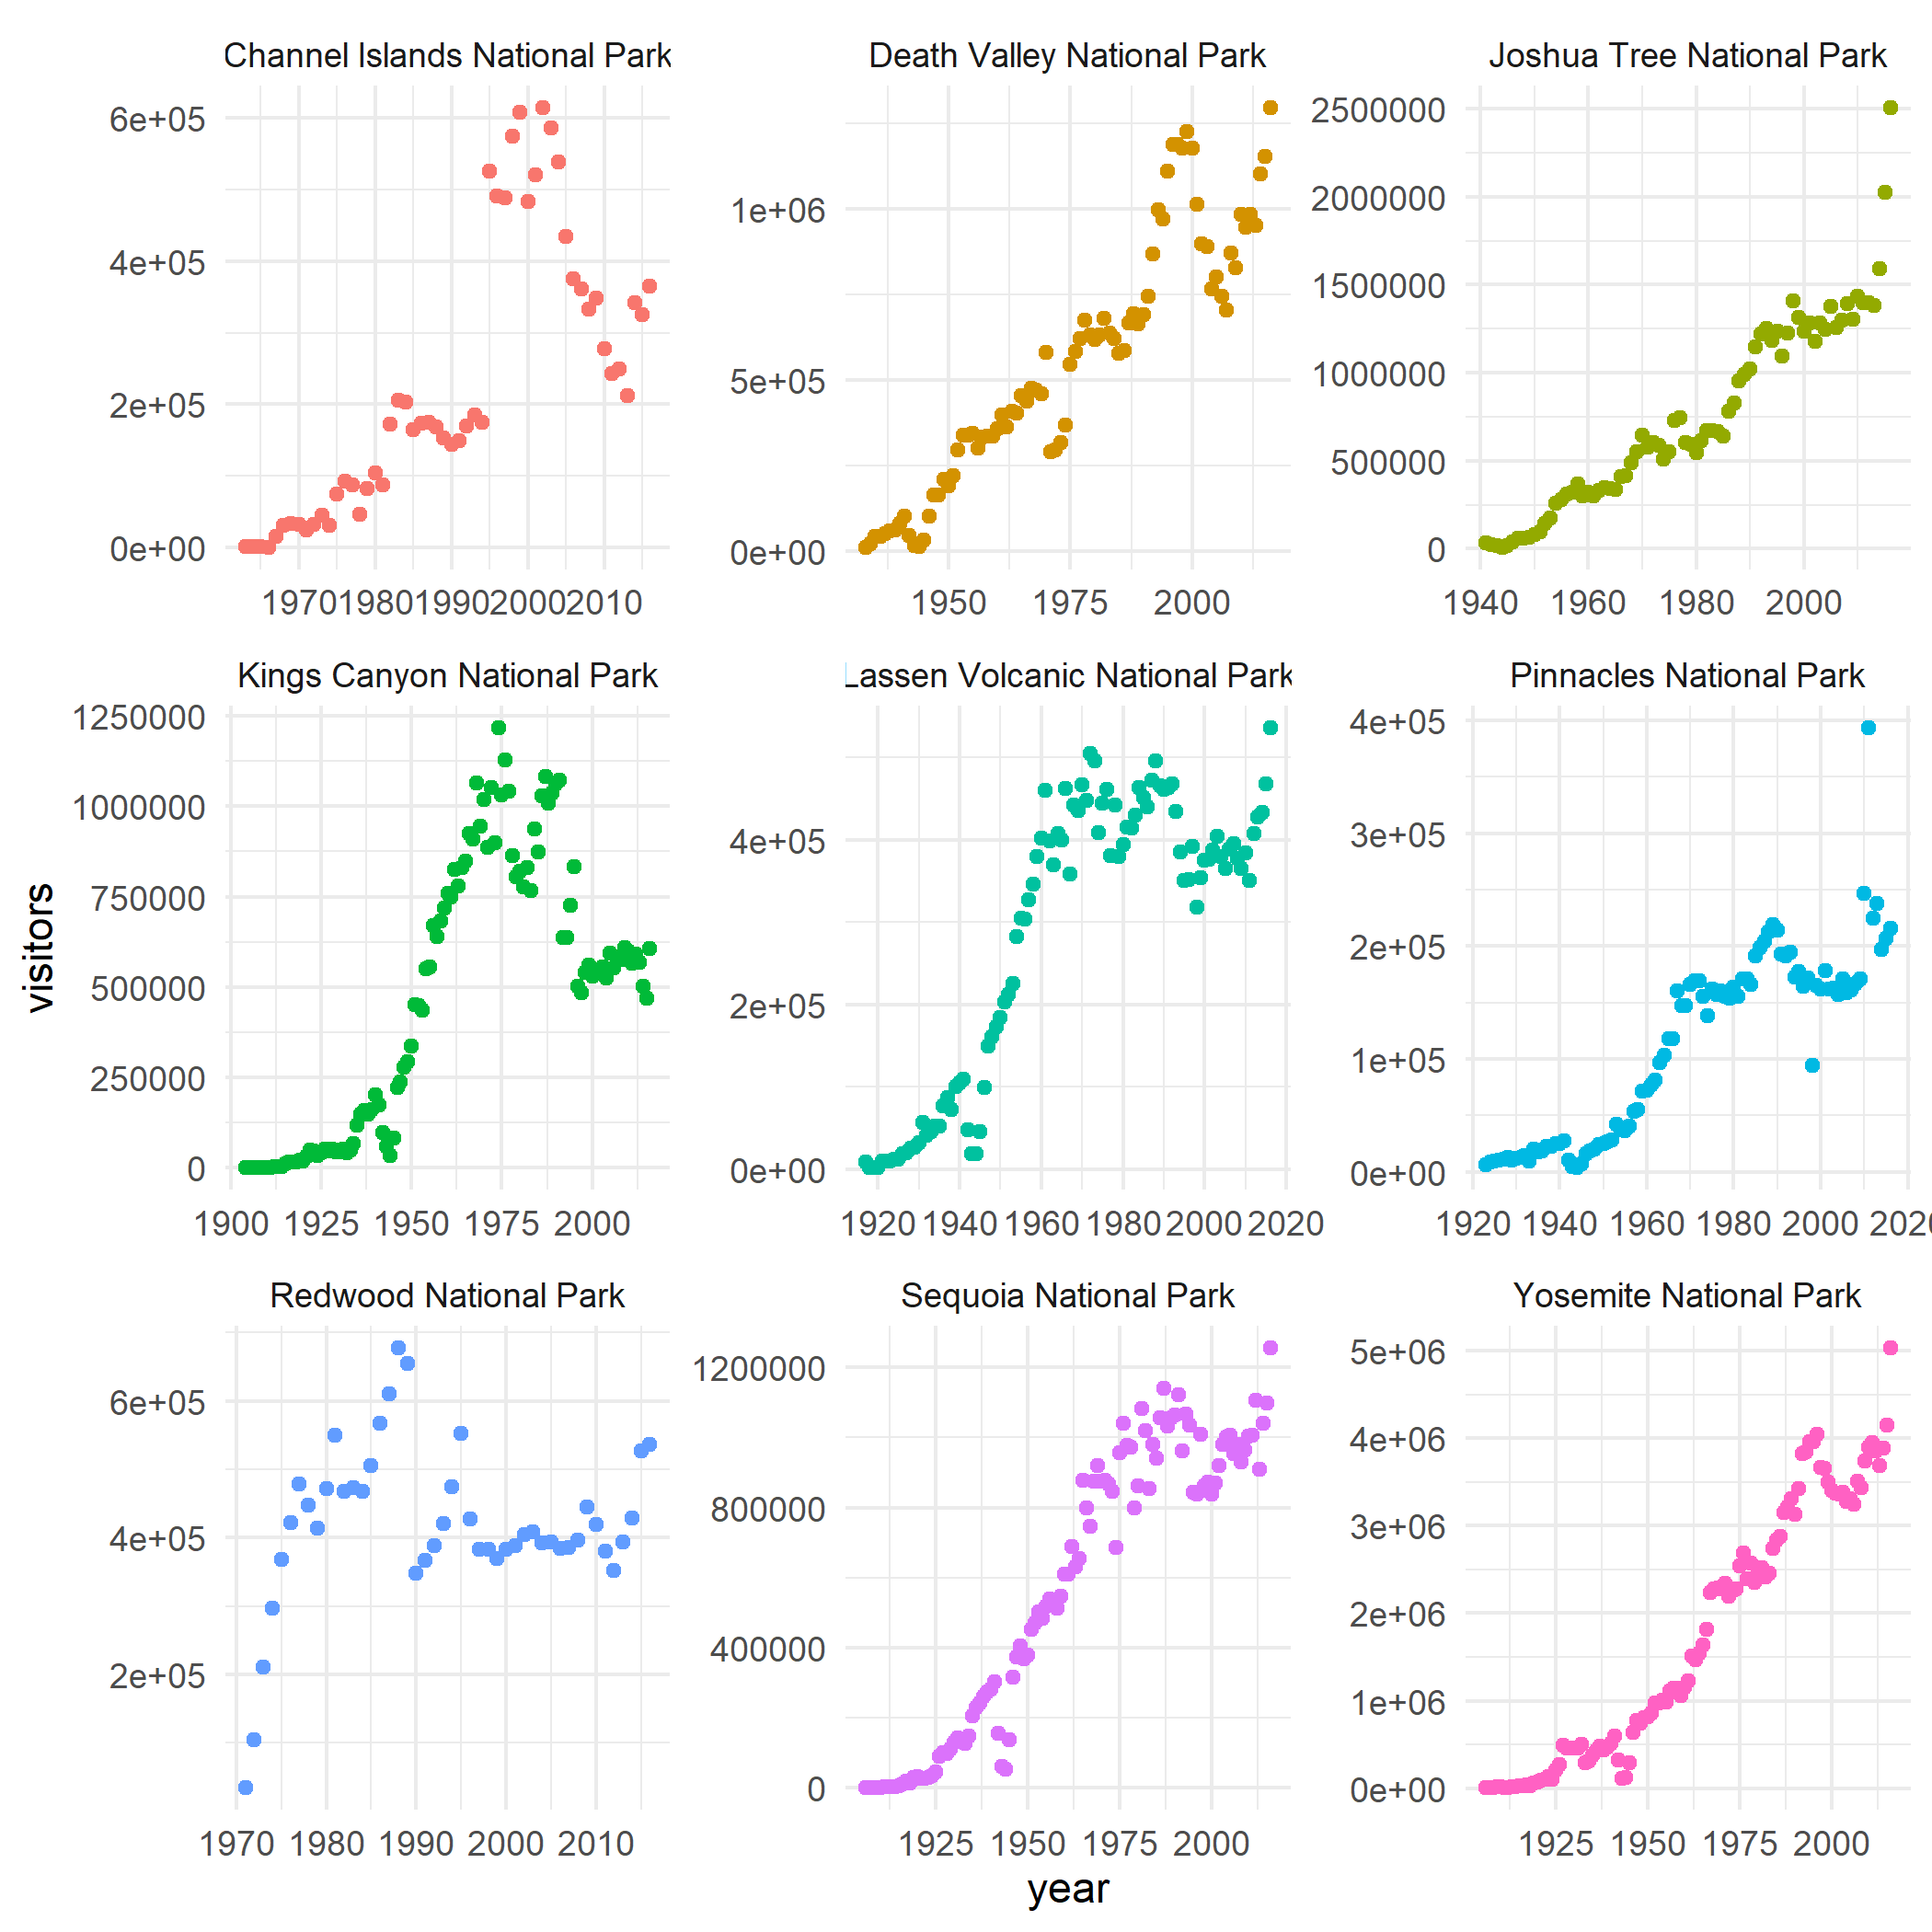 Channel Islands National Park
Death Valley National Park
Joshua Tree National Park
6e+05
4e+05
2e+05
0e+00
1970 1980 1990 2000 2010
1e+06
5e+05
0e+00
1950 1975 2000
2500000
2000000
1500000
1000000
500000
0
1940 1960 1980 2000
Kings Canyon National Park
Lassen Volcanic National Park
Pinnacles National Park
1250000
1000000
750000
500000
250000
0
1900 1925 1950 1975 2000
4e+05
2e+05
0e+00
1920 1940 1960 1980 2000 2020
4e+05
3e+05
2e+05
1e+05
0e+00
1920 1940 1960 1980 2000 2020
visitors
Redwood National Park
Sequoia National Park
Yosemite National Park
6e+05
4e+05
2e+05
1970 1980 1990 2000 2010
1200000
800000
400000
0
1925 1950 1975 2000
5e+06
4e+06
3e+06
2e+06
1e+06
0e+00
1925 1950 1975 2000
year